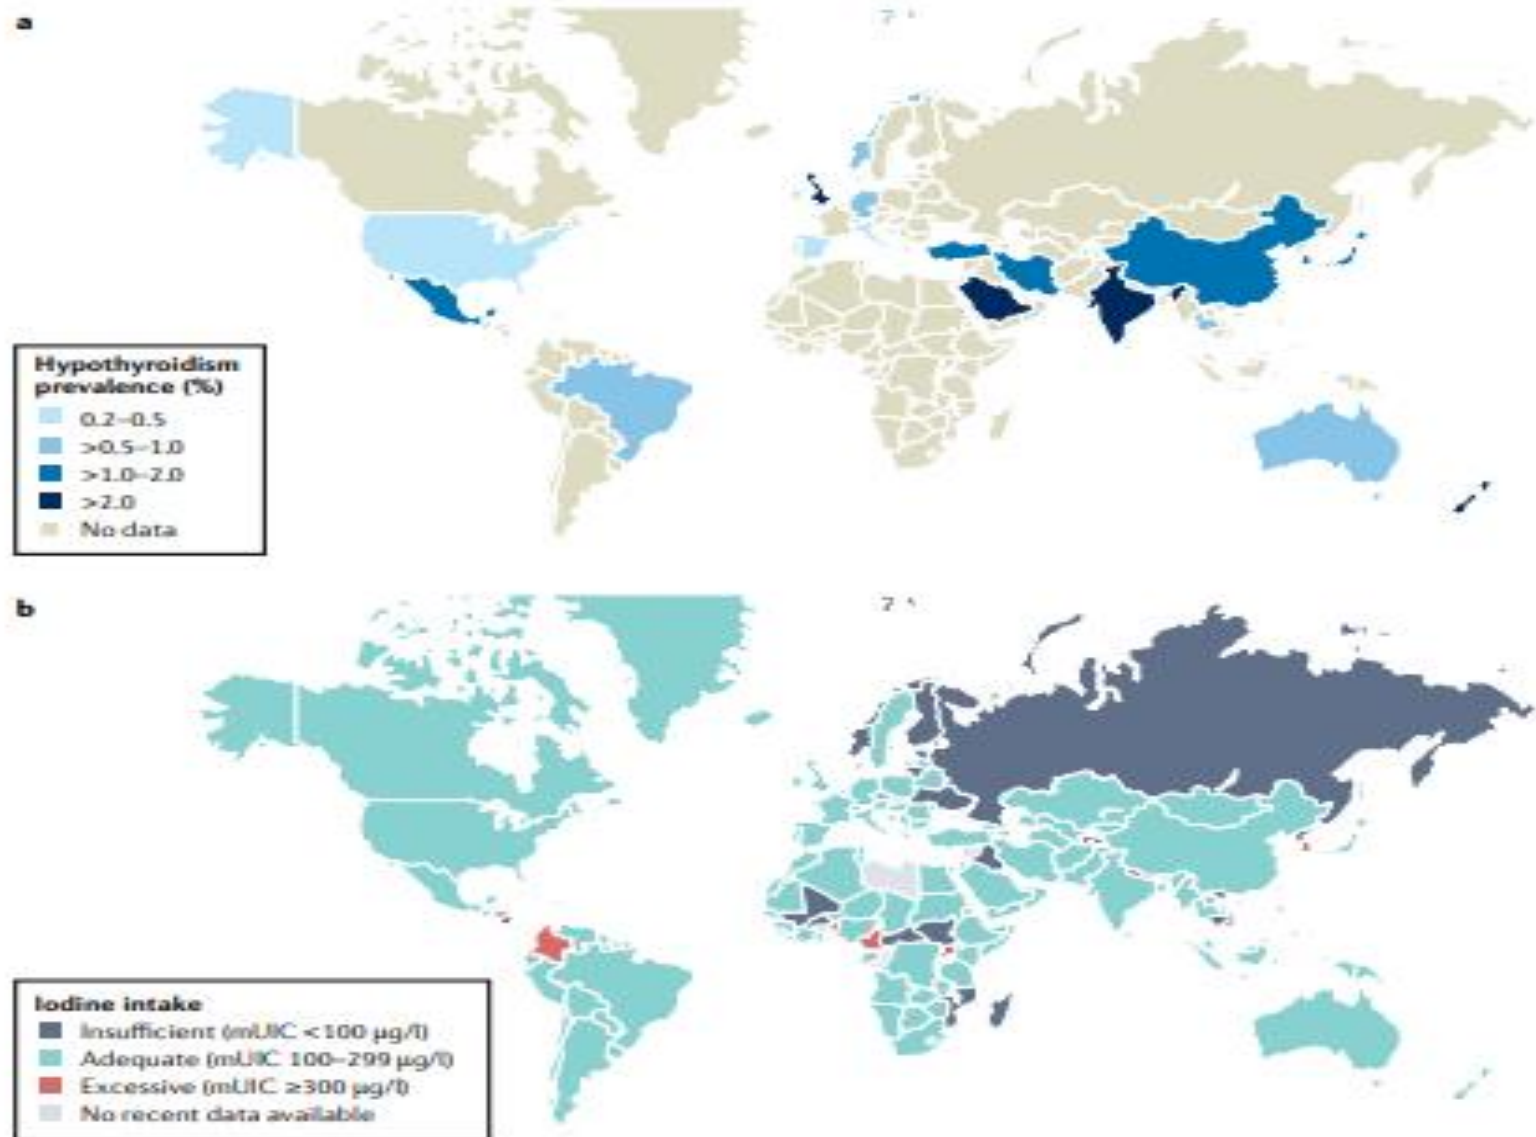 a
Hypothyroidism
prevalence (%)
0.2–0.5
>0.5–1.0
>1.0–2.0
>2.0
No data
b
Iodine intake
Insufficient (mUIC <100 µg/l)
Adequate (mUIC 100–299 µg/l)
Excessive (mUIC ≥300 µg/l)
No recent data available